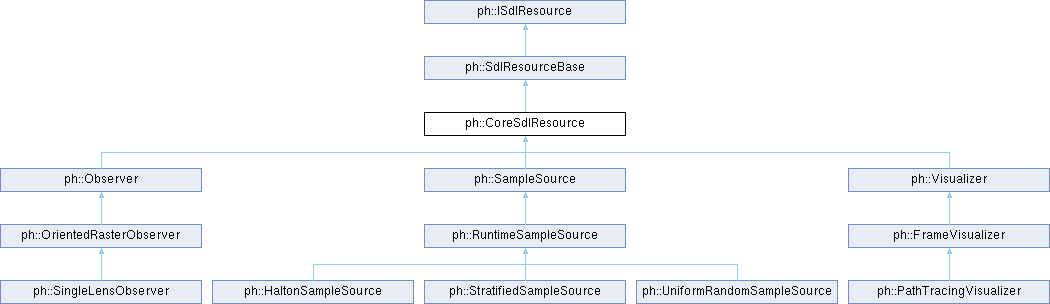 ph::ISdlResource
ph::SdlResourceBase
ph::CoreSdlResource
ph::Observer
ph::SampleSource
ph::Visualizer
ph::OrientedRasterObserver
ph::RuntimeSampleSource
ph::FrameVisualizer
ph::SingleLensObserver
ph::HaltonSampleSource
ph::StratifiedSampleSource
ph::UniformRandomSampleSource
ph::PathTracingVisualizer